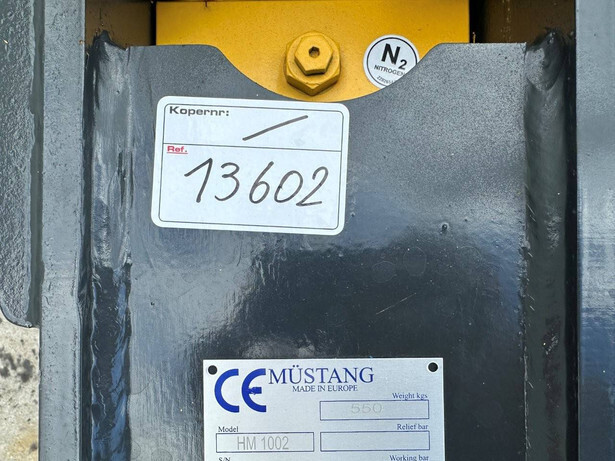 N2
NITROGEN
Kopernr: /
Ref.
13602
CE MÜSTANG
MADE IN EUROPE
Weight kgs
550
Model
Relief bar
HM 1002
S/N
Working bar